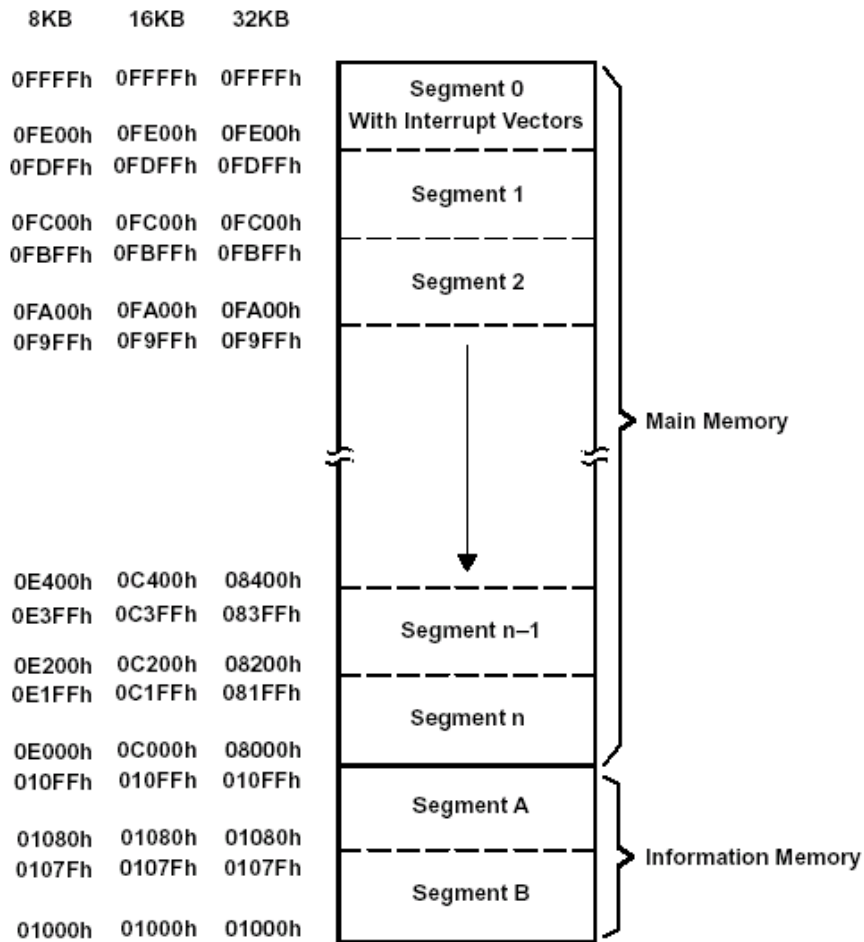 8KB 16KB 32KB
0FFFFh 0FFFFh 0FFFFh
Segment 0
With Interrupt Vectors
0FE00h 0FE00h 0FE00h
0FDFFh 0FDFFh 0FDFFh
Segment 1
0FC00h 0FC00h 0FC00h
0FBFFh 0FBFFh 0FBFFh
Segment 2
0FA00h 0FA00h 0FA00h
0F9FFh 0F9FFh 0F9FFh
Main Memory
0E400h 0C400h 08400h
0E3FFh 0C3FFh 083FFh
Segment n–1
0E200h 0C200h 08200h
0E1FFh 0C1FFh 081FFh
Segment n
0E000h 0C000h 08000h
010FFh 010FFh 010FFh
Segment A
01080h 01080h 01080h
0107Fh 0107Fh 0107Fh
Information Memory
Segment B
01000h 01000h 01000h